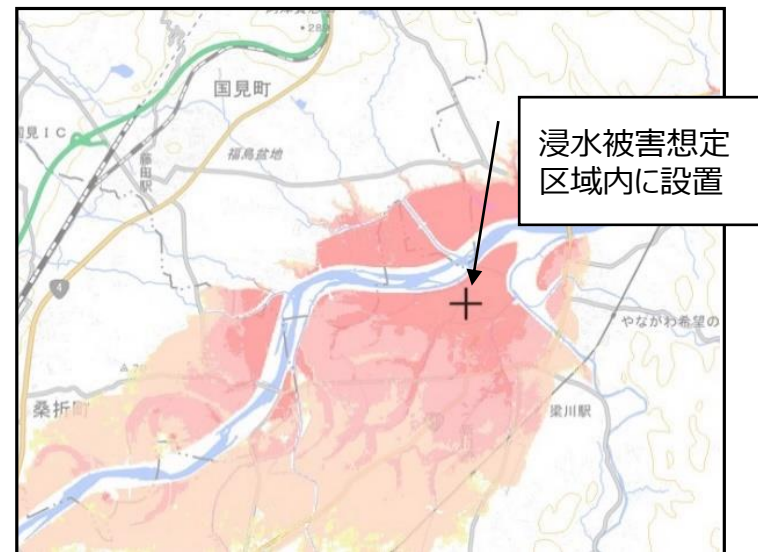 ・28
国見町
見IC
藤田駅
福島盆地
浸水被害想定
区域内に設置
4
やながわ希望の
桑折町
梁川駅